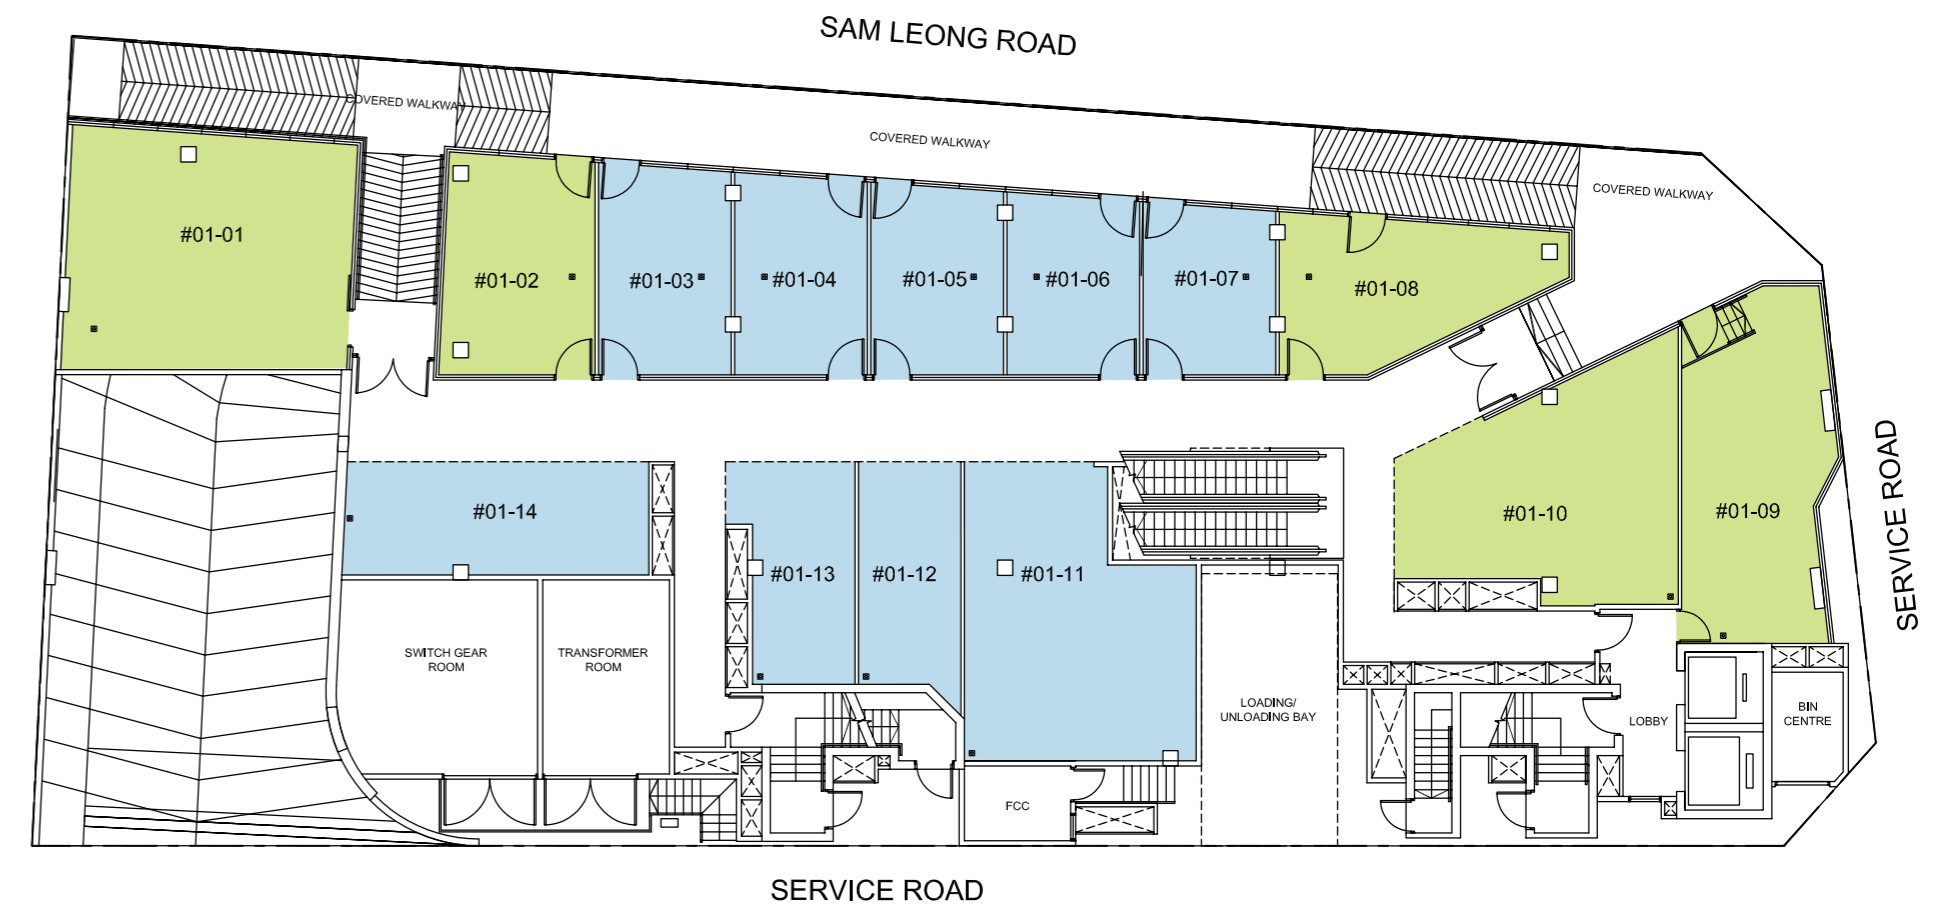 SAM LEONG ROAD
COVERED WALKWAY
COVERED WALKWAY
COVERED WALKWAY
#01-01
#01-02
#01-03
#01-04
#01-05
#01-06
#01-07
#01-08
#01-14
#01-13
#01-12
#01-11
#01-10
#01-09
SERVICE ROAD
SWITCH GEAR
ROOM
TRANSFORMER
ROOM
LOADING/
UNLOADING BAY
LOBBY
BIN
CENTRE
FCC
SERVICE ROAD